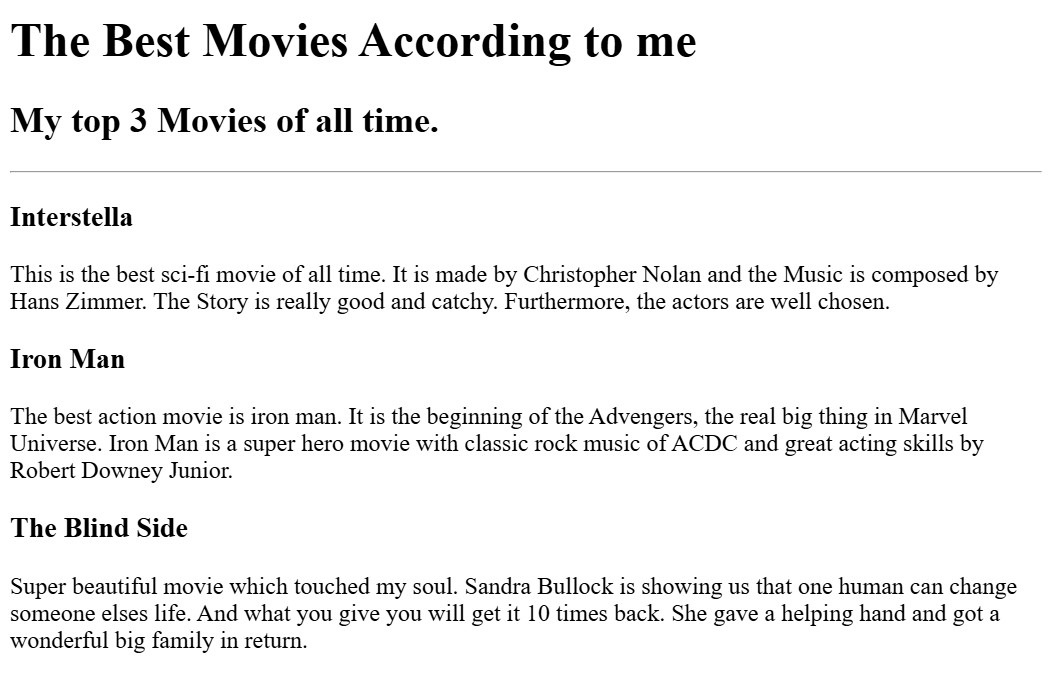 The Best Movies According to me
My top 3 Movies of all time.
Interstella
This is the best sci-fi movie of all time. It is made by Christopher Nolan and the Music is composed by
Hans Zimmer. The Story is really good and catchy. Furthermore, the actors are well chosen.
Iron Man
The best action movie is iron man. It is the beginning of the Advengers, the real big thing in Marvel
Universe. Iron Man is a super hero movie with classic rock music of ACDC and great acting skills by
Robert Downey Junior.
The Blind Side
Super beautiful movie which touched my soul. Sandra Bullock is showing us that one human can change
someone elses life. And what you give you will get it 10 times back. She gave a helping hand and got a
wonderful big family in return.